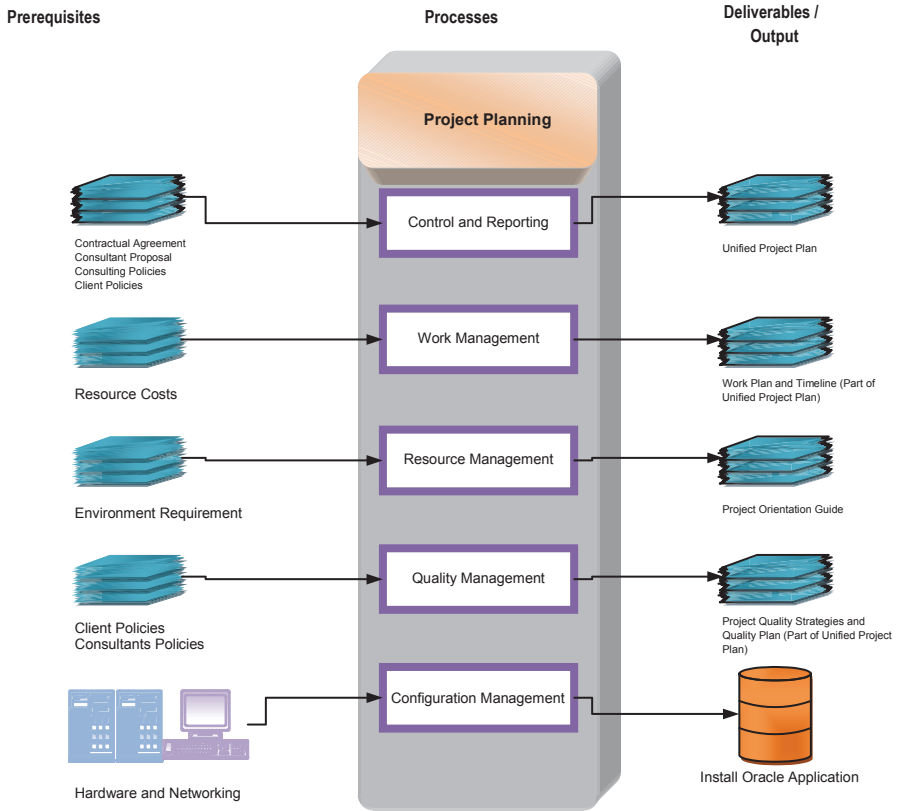 Prerequisites
Processes
Deliverables /
Output
Project Planning
Control and Reporting
Contractual Agreement
Consultant Proposal
Consulting Policies
Client Policies
Unified Project Plan
Work Management
Resource Costs
Work Plan and Timeline (Part of
Unified Project Plan)
Resource Management
Environment Requirement
Project Orientation Guide
Quality Management
Client Policies
Consultants Policies
Project Quality Strategies and
Quality Plan (Part of Unified Project
Plan)
Configuration Management
Hardware and Networking
Install Oracle Application